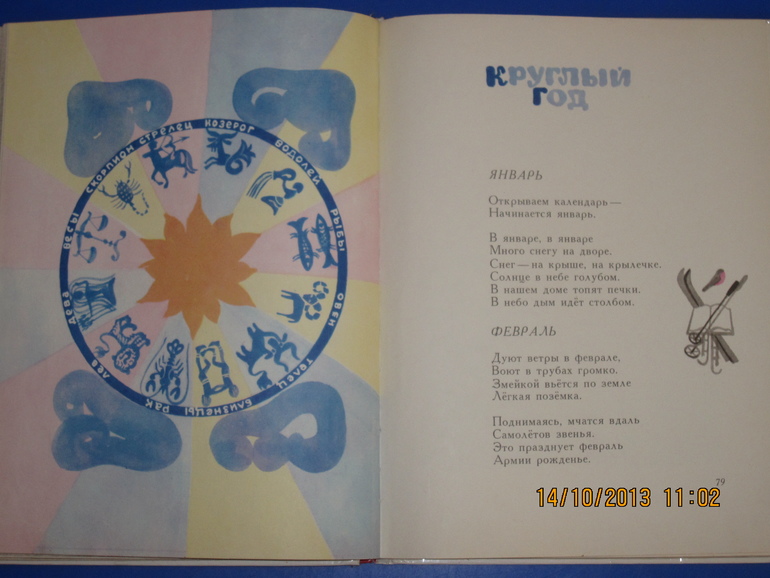 КОЗЕРОГ
ВОДОЛЕЙ
РЫБЫ
ОВЕН
ТЕЛЕЦ
БЛИЗНЕЦЫ
РАК
ЛЕВ
ДЕВА
ВЕСЫ
СКОРПИОН
СТРЕЛЕЦ
КРУГЛЫЙ
ГОД
ЯНВАРЬ
Открываем календарь —
Начинается январь.
В январе, в январе
Много снегу на дворе.
Снег — на крыше, на крылечке.
Солнце в небе голубом.
В нашем доме топят печки.
В небо дым идёт столбом.
ФЕВРАЛЬ
Дуют ветры в феврале,
Воют в трубах громко.
Змейкой вьётся по земле
Лёгкая позёмка.
Поднимаясь, мчатся вдаль
Самолётов звенья.
Это празднует февраль
Армии рожденье.
79
14/10/2013 11:02